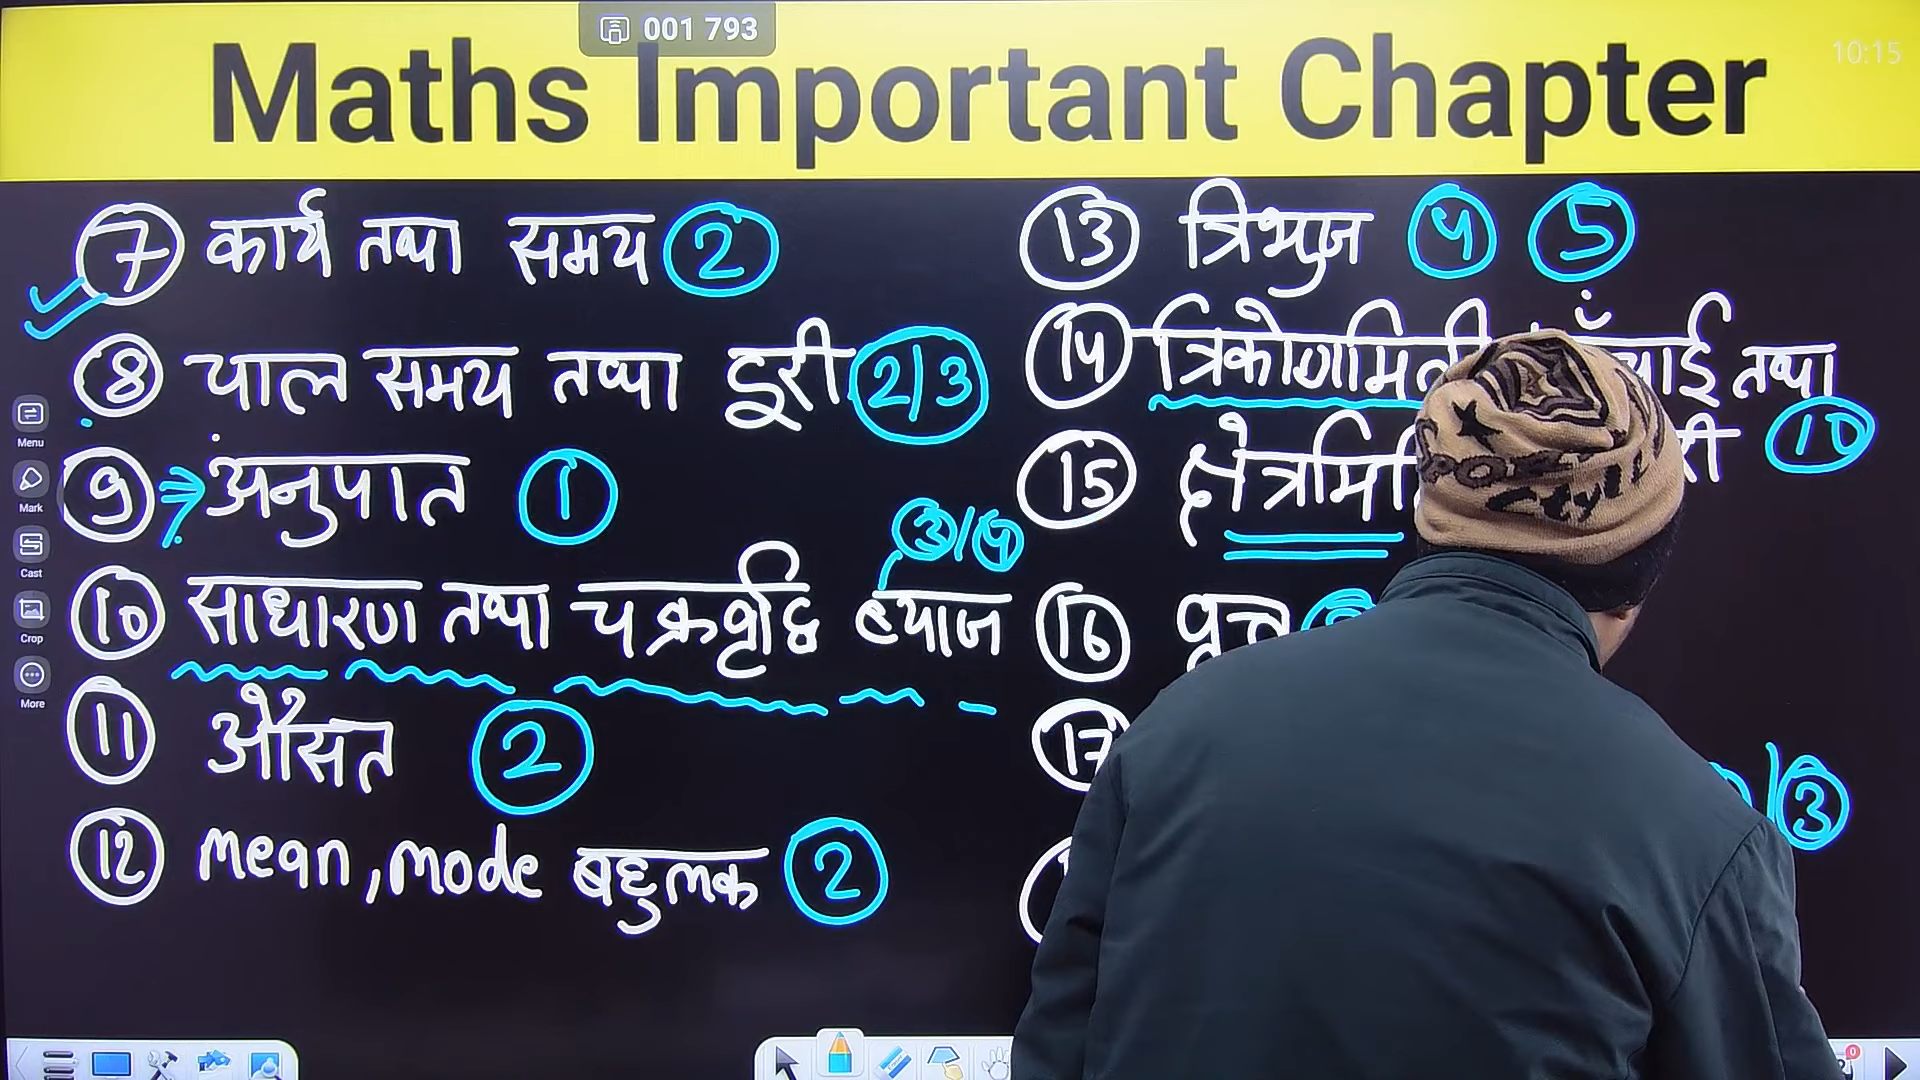 001 793
10:15
Maths Important Chapter
7 कार्य तथा समय 2
8 चाल समय तथा दूरी 2/3
9 ⇒ अंनुपात 1
3/4
10 साधारण तथा चक्रवृद्धि ब्याज
11 औसत 2
12 mean, mode बहुलक 2
13 त्रिभुज 4 5
14 त्रिकोणमिती तथा
10
15
16 वृत्त
17
3
Menu
Mark
Cast
Crop
More